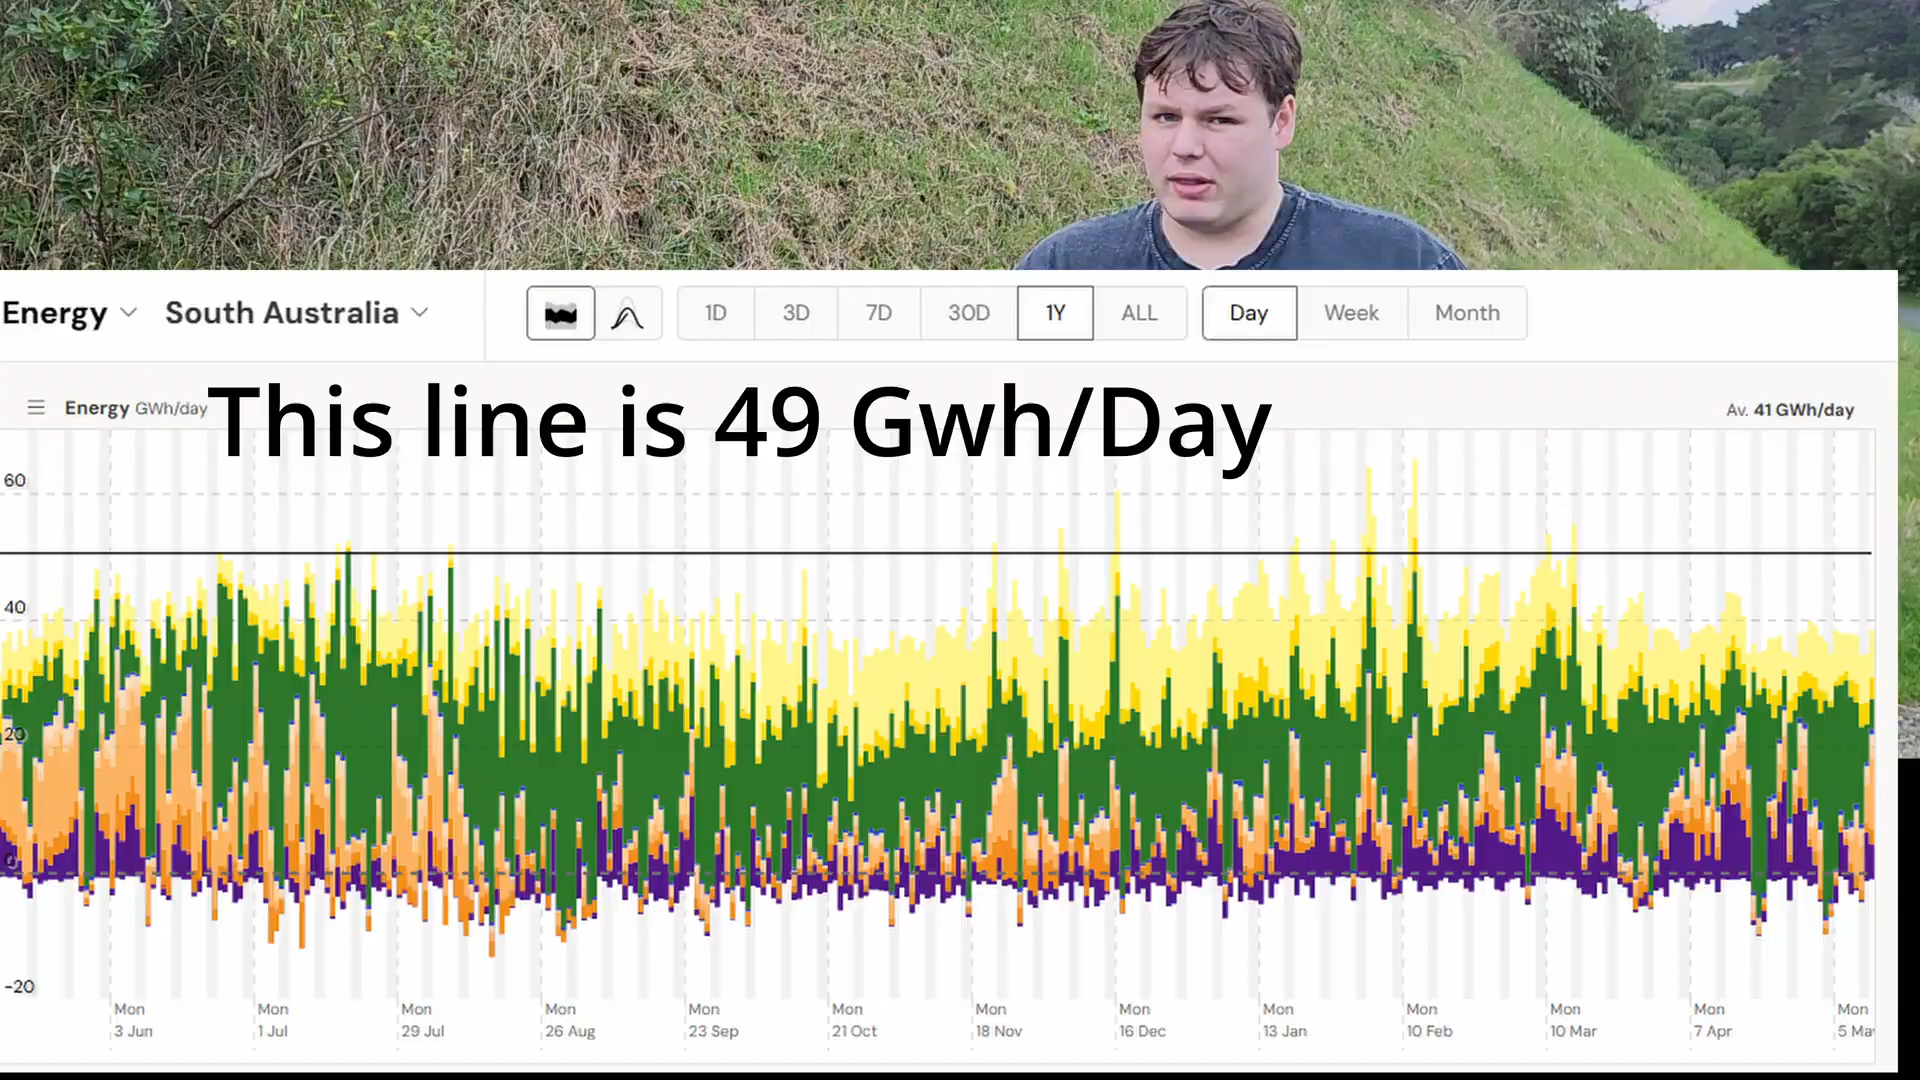 Energy South Australia 1D 3D 7D 30D 1Y ALL Day Week Month
This line is 49 Gwh/Day
Energy GWh/day
Av. 41 GWh/day
60
40
20
0
-20
Mon Mon Mon Mon Mon Mon Mon Mon Mon Mon Mon Mon Mon
3 Jun 1 Jul 29 Jul 26 Aug 23 Sep 21 Oct 18 Nov 16 Dec 13 Jan 10 Feb 10 Mar 7 Apr 5 Ma